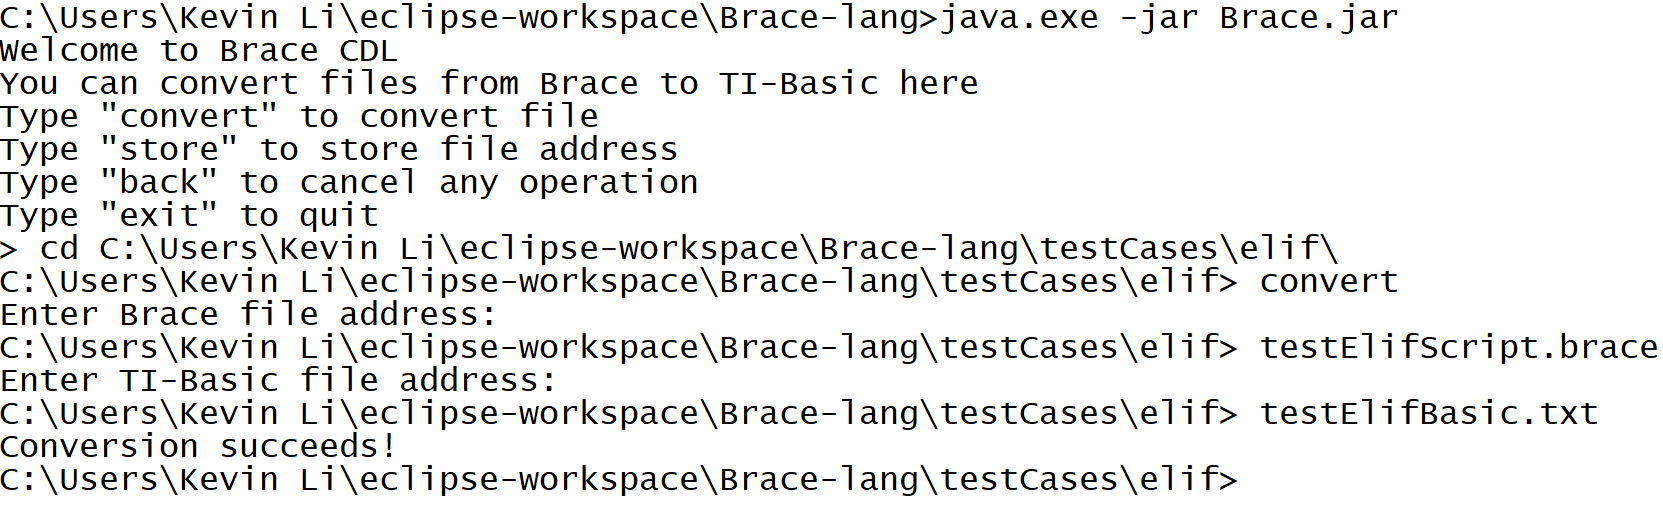 C:\Users\Kevin Li\eclipse-workspace\Brace-lang>java.exe -jar Brace.jar
Welcome to Brace CDL
You can convert files from Brace to TI-Basic here
Type "convert" to convert file
Type "store" to store file address
Type "back" to cancel any operation
Type "exit" to quit
> cd C:\Users\Kevin Li\eclipse-workspace\Brace-lang\testCases\elif\
C:\Users\Kevin Li\eclipse-workspace\Brace-lang\testCases\elif> convert
Enter Brace file address:
C:\Users\Kevin Li\eclipse-workspace\Brace-lang\testCases\elif> testElifScript.brace
Enter TI-Basic file address:
C:\Users\Kevin Li\eclipse-workspace\Brace-lang\testCases\elif> testElifBasic.txt
Conversion succeeds!
C:\Users\Kevin Li\eclipse-workspace\Brace-lang\testCases\elif>